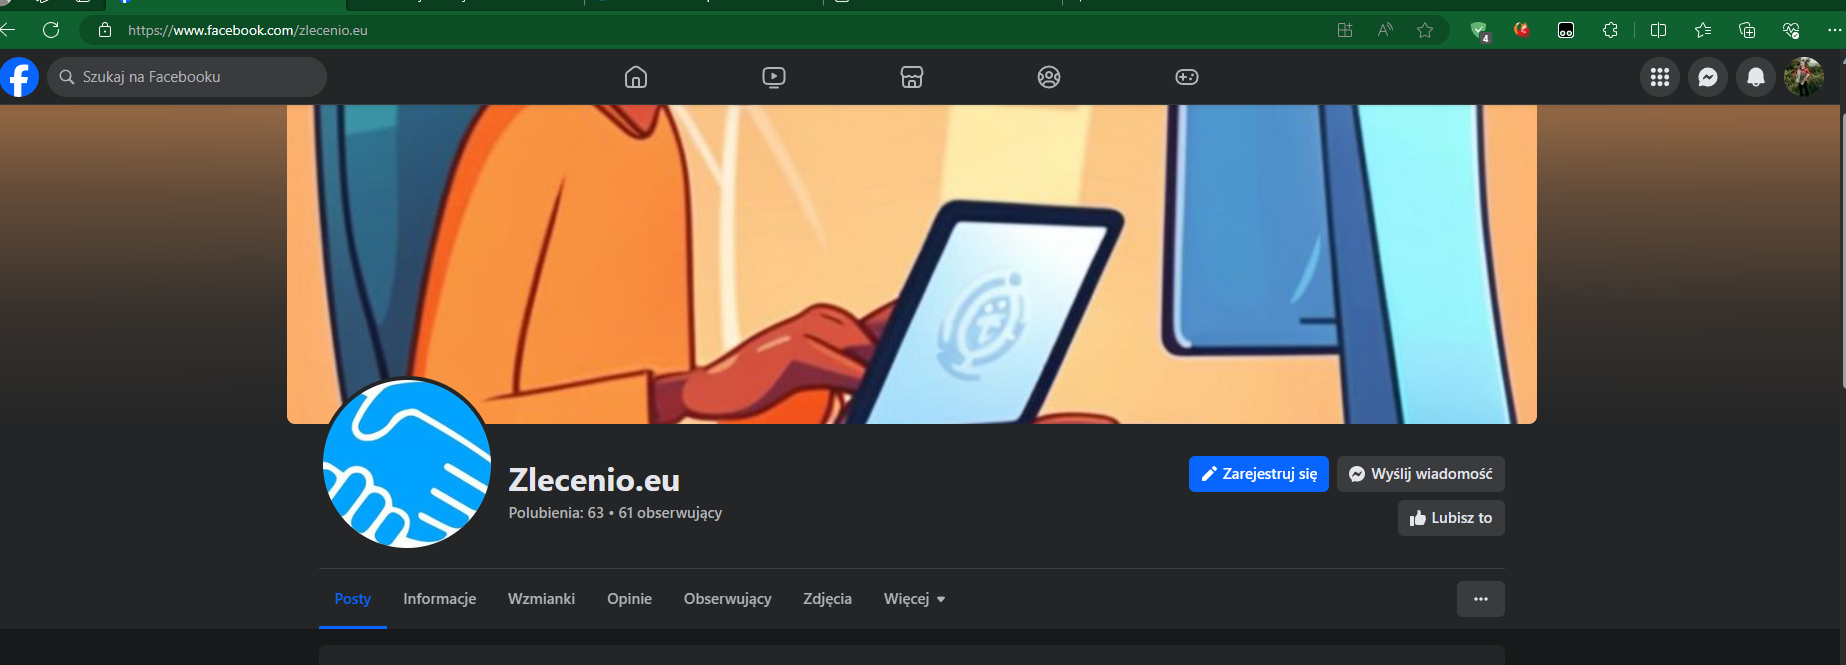 https://www.facebook.com/zlecenio.eu
4
Szukaj na Facebooku
Zlecenio.eu
Polubienia: 63 • 61 obserwujący
Zarejestruj się
Wyślij wiadomość
Lubisz to
Posty
Informacje
Wzmianki
Opinie
Obserwujący
Zdjęcia
Więcej